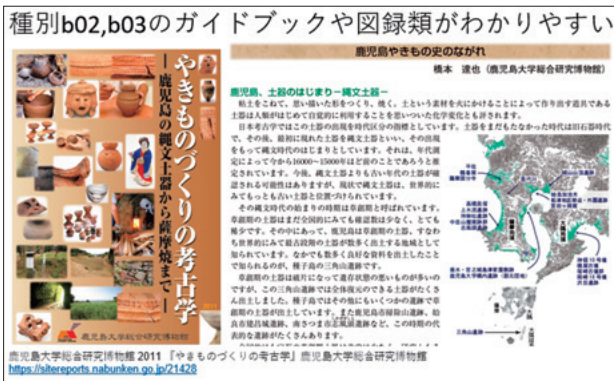 種別b02,b03のガイドブックや図録類がわかりやすい
やきものづくりの考古学
―鹿児島の縄文土器から薩摩焼まで―
2011
鹿児島大学総合研究博物館
鹿児島やきもの史のながれ
橋本 達也（鹿児島大学総合研究博物館）
鹿児島、土器のはじまり－縄文土器－
粘土をこねて、思い描いた形をつくり、焼く。土という素材を火にかけることによって作り出す道具である
土器は人類がはじめて自覚的に利用することを思いついた化学変化とも評されます。
日本考古学ではこの土器の出現を時代区分の指標としています。土器をまだもたなかった時代は旧石器時代
で、その後、最初に現れた土器を縄文土器といい、その出現
をもって縄文時代のはじまりとしています。それは、年代測
定によって今から16000～15000年ほど前のことであろうと推
定されています。今後、縄文土器よりも古い年代の土器が確
認される可能性はありますが、現状で縄文土器は、世界的に
みてもっとも古い土器と位置づけられています。
その縄文時代の始まりの時期は草創期と呼ばれています。
草創期の土器はまだ全国的にみても確認数は少なく、とても
稀少です。その中にあって、鹿児島は草創期の土器、すなわ
ち世界的にみて最古段階の土器が数多く出土する地域として
知られています。なかでも数多く良好な資料を出土したこと
で知られるのが、種子島の三角山遺跡です。
草創期の土器は破片になって遺存状態の悪いものが多いの
ですが、この三角山遺跡では全体復元のできる土器がたくさ
ん出土しました。種子島ではその他にもいくつかの遺跡で草
創期の土器が出土しています。また鹿児島市掃除山遺跡、姶
良市建昌城遺跡、南さつま市志風頭遺跡など、この時期の代
表的な遺跡がたくさんあります。
三角山遺跡
鹿児島大学総合研究博物館 2011 『やきものづくりの考古学』鹿児島大学総合研究博物館
https://sitereports.nabunken.go.jp/21428